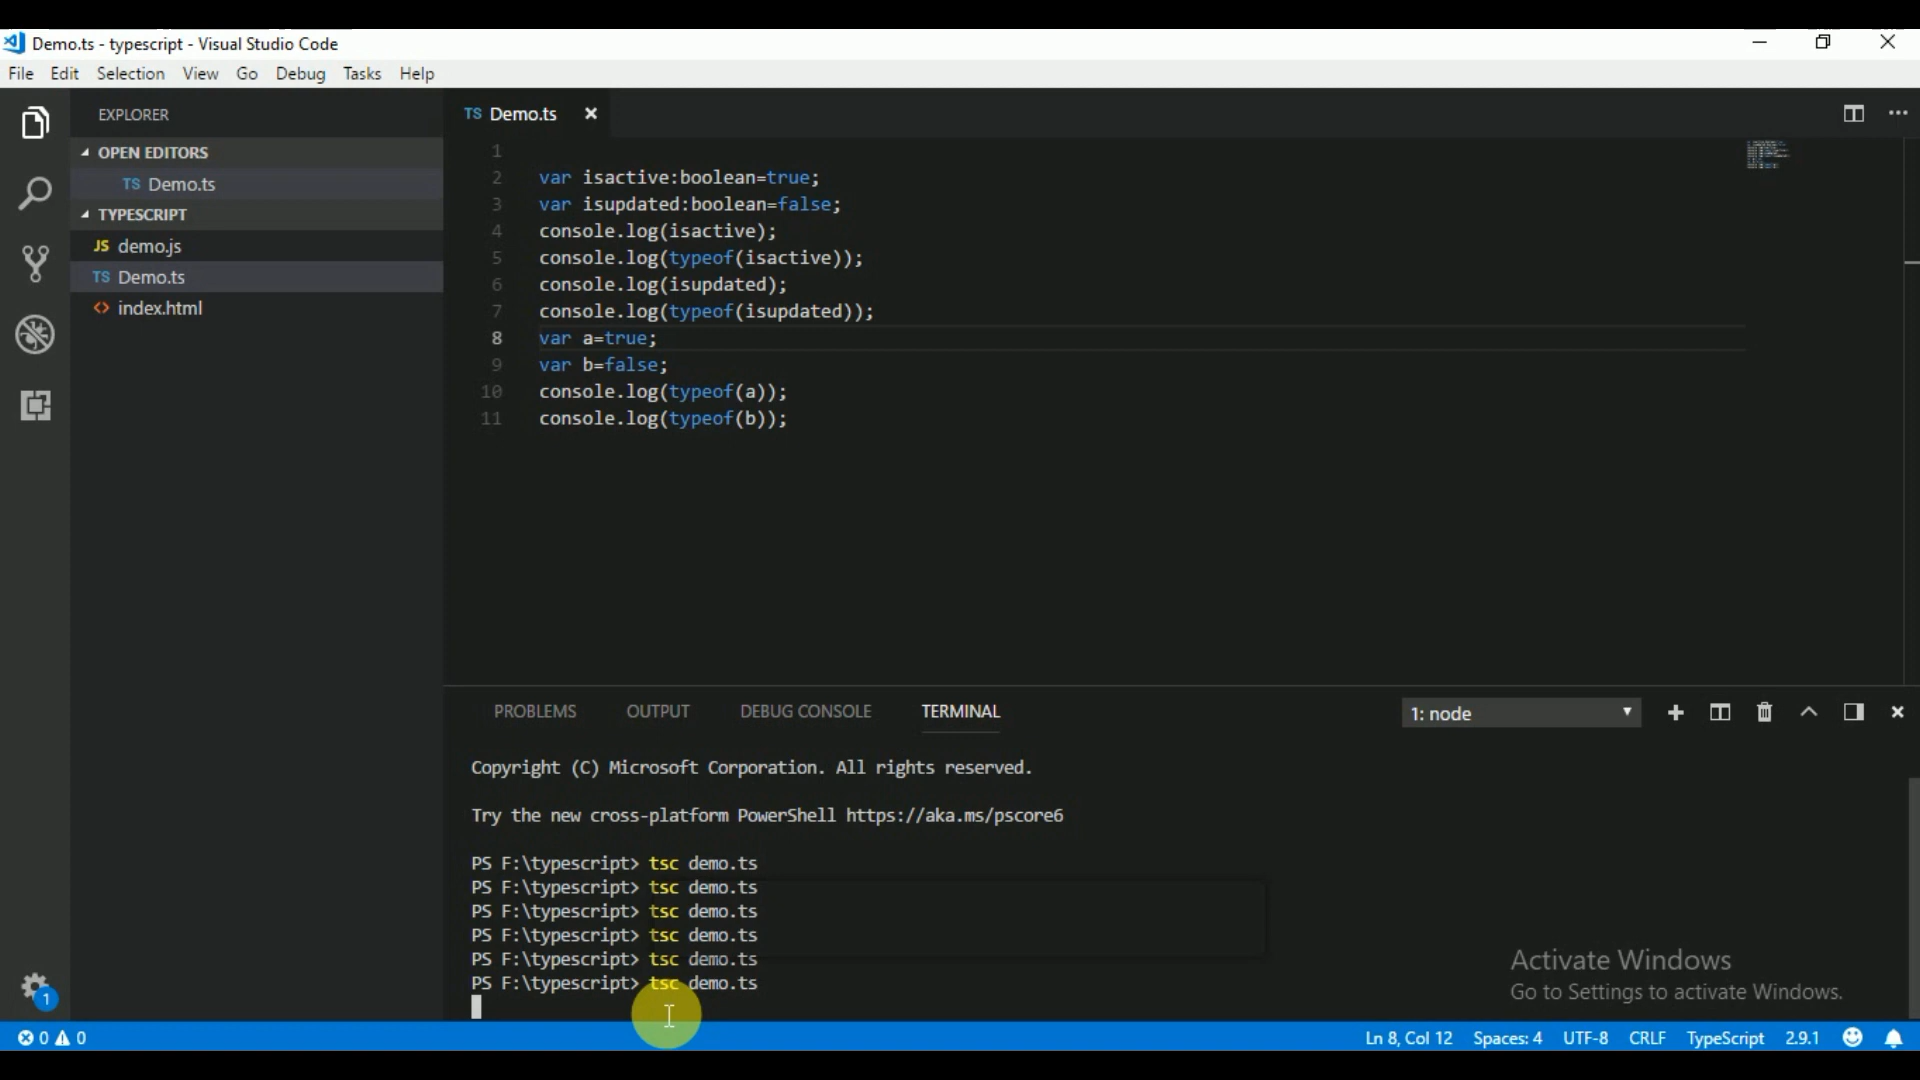 Demo.ts - typescript - Visual Studio Code
File Edit Selection View Go Debug Tasks Help
EXPLORER
OPEN EDITORS
TS Demo.ts
TYPESCRIPT
JS demo.js
TS Demo.ts
<> index.html
1
TS Demo.ts
1
2 var isactive:boolean=true;
3 var isupdated:boolean=false;
4 console.log(isactive);
5 console.log(typeof(isactive));
6 console.log(isupdated);
7 console.log(typeof(isupdated));
8 var a=true;
9 var b=false;
10 console.log(typeof(a));
11 console.log(typeof(b));
PROBLEMS OUTPUT DEBUG CONSOLE TERMINAL 1: node
Copyright (C) Microsoft Corporation. All rights reserved.
Try the new cross-platform PowerShell https://aka.ms/pscore6
PS F:\typescript> tsc demo.ts
PS F:\typescript> tsc demo.ts
PS F:\typescript> tsc demo.ts
PS F:\typescript> tsc demo.ts
PS F:\typescript> tsc demo.ts
PS F:\typescript> tsc demo.ts
Activate Windows
Go to Settings to activate Windows.
0 0 Ln 8, Col 12 Spaces: 4 UTF-8 CRLF TypeScript 2.9.1